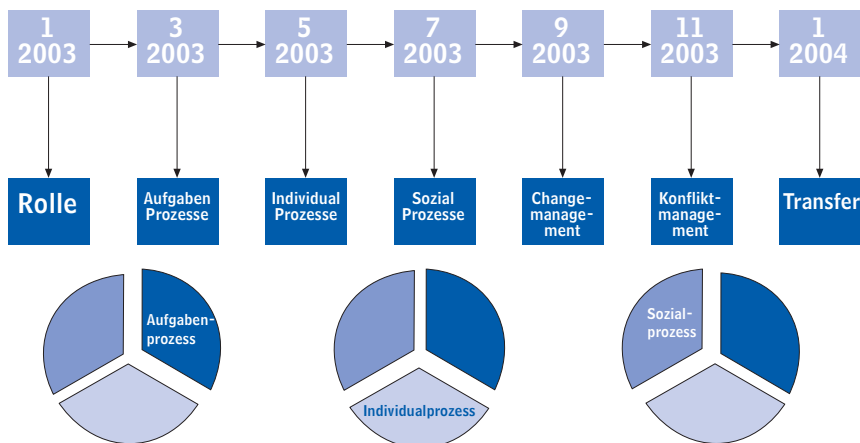 1
2003
3
2003
5
2003
7
2003
9
2003
11
2003
1
2004
Rolle
Aufgaben
Prozesse
Individual
Prozesse
Sozial
Prozesse
Change-
manage-
ment
Konflikt-
manage-
ment
Transfer
Aufgaben-
prozess
Individualprozess
Sozial-
prozess